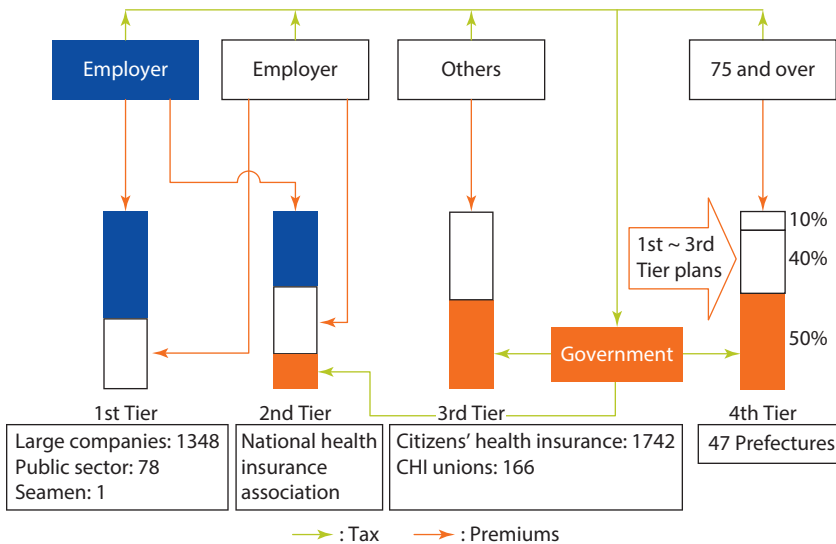 Employer
Employer
Others
75 and over
1st ~ 3rd
Tier plans
10%
40%
50%
Government
1st Tier
2nd Tier
3rd Tier
4th Tier
Large companies: 1348
Public sector: 78
Seamen: 1
National health
insurance
association
Citizens’ health insurance: 1742
CHI unions: 166
47 Prefectures
: Tax
: Premiums